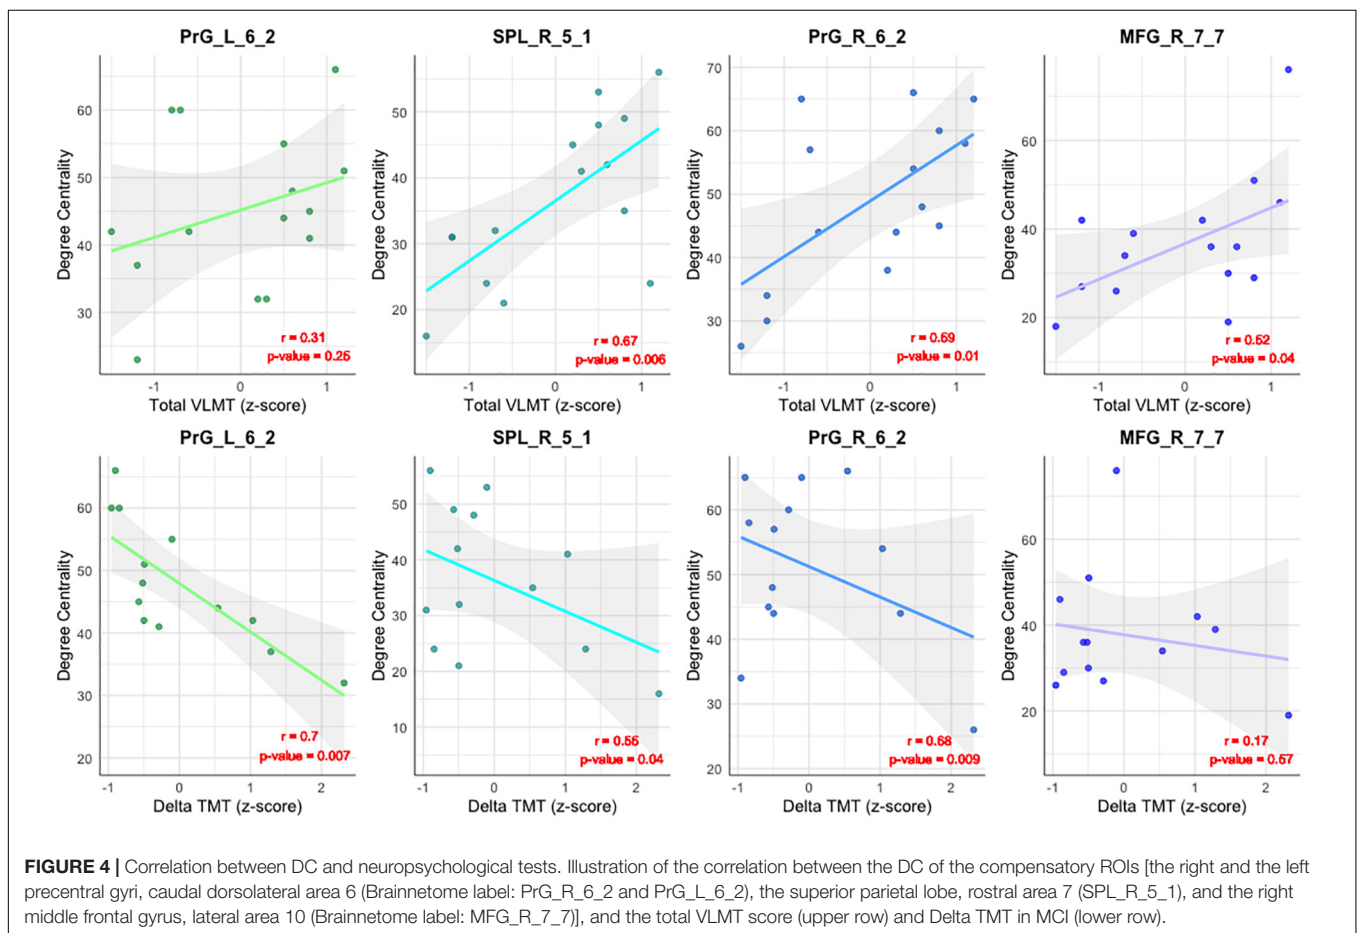 PrG_L_6_2
SPL_R_5_1
PrG_R_6_2
MFG_R_7_7
Degree Centrality
60
50
40
30
r = 0.31
p-value = 0.25
-1 0 1
Total VLMT (z-score)
Degree Centrality
50
40
30
20
r = 0.67
p-value = 0.006
-1 0 1
Total VLMT (z-score)
Degree Centrality
70
60
50
40
30
r = 0.59
p-value = 0.01
-1 0 1
Total VLMT (z-score)
Degree Centrality
60
40
20
r = 0.52
p-value = 0.04
-1 0 1
Total VLMT (z-score)
PrG_L_6_2
SPL_R_5_1
PrG_R_6_2
MFG_R_7_7
Degree Centrality
60
50
40
30
20
r = 0.7
p-value = 0.007
-1 0 1 2
Delta TMT (z-score)
Degree Centrality
50
40
30
20
10
r = 0.55
p-value = 0.04
-1 0 1 2
Delta TMT (z-score)
Degree Centrality
60
50
40
30
20
r = 0.68
p-value = 0.009
-1 0 1 2
Delta TMT (z-score)
Degree Centrality
60
40
20
r = 0.17
p-value = 0.57
-1 0 1 2
Delta TMT (z-score)
FIGURE 4 | Correlation between DC and neuropsychological tests. Illustration of the correlation between the DC of the compensatory ROIs [the right and the left
precentral gyri, caudal dorsolateral area 6 (Brainnetome label: PrG_R_6_2 and PrG_L_6_2), the superior parietal lobe, rostral area 7 (SPL_R_5_1), and the right
middle frontal gyrus, lateral area 10 (Brainnetome label: MFG_R_7_7)], and the total VLMT score (upper row) and Delta TMT in MCI (lower row).